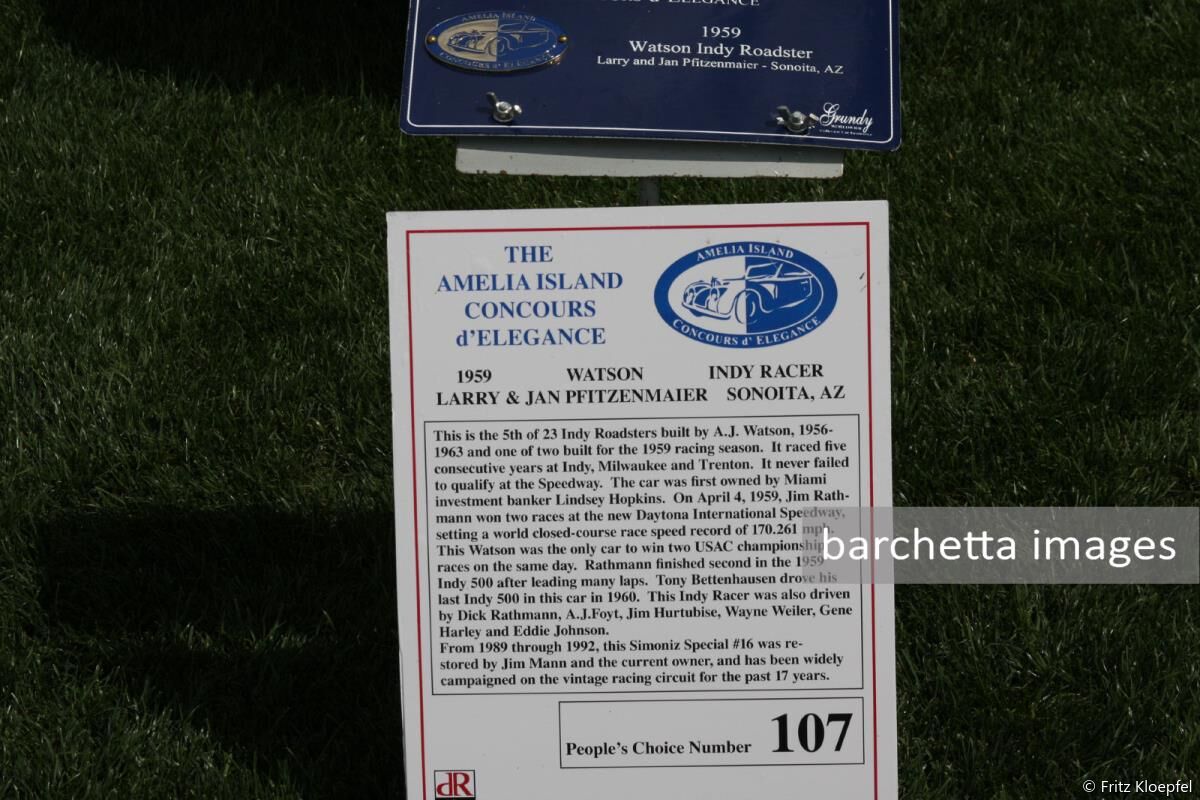 d'ELEGANCE
AMELIA ISLAND
CONCOURS d' ELEGANCE
1959
Watson Indy Roadster
Larry and Jan Pfitzenmaier - Sonoita, AZ
Grundy
WORLDWIDE
THE
AMELIA ISLAND
CONCOURS
d'ELEGANCE
AMELIA ISLAND
CONCOURS d' ELEGANCE
1959 WATSON INDY RACER
LARRY & JAN PFITZENMAIER SONOITA, AZ
This is the 5th of 23 Indy Roadsters built by A.J. Watson, 1956-
1963 and one of two built for the 1959 racing season. It raced five
consecutive years at Indy, Milwaukee and Trenton. It never failed
to qualify at the Speedway. The car was first owned by Miami
investment banker Lindsey Hopkins. On April 4, 1959, Jim Rath-
mann won two races at the new Daytona International Speedway,
setting a world closed-course race speed record of 170.261 mph.
This Watson was the only car to win two USAC championship
races on the same day. Rathmann finished second in the 1959
Indy 500 after leading many laps. Tony Bettenhausen drove his
last Indy 500 in this car in 1960. This Indy Racer was also driven
by Dick Rathmann, A.J.Foyt, Jim Hurtubise, Wayne Weiler, Gene
Harley and Eddie Johnson.
From 1989 through 1992, this Simoniz Special #16 was re-
stored by Jim Mann and the current owner, and has been widely
campaigned on the vintage racing circuit for the past 17 years.
People's Choice Number 107
dR
barchetta images
© Fritz Kloepfel